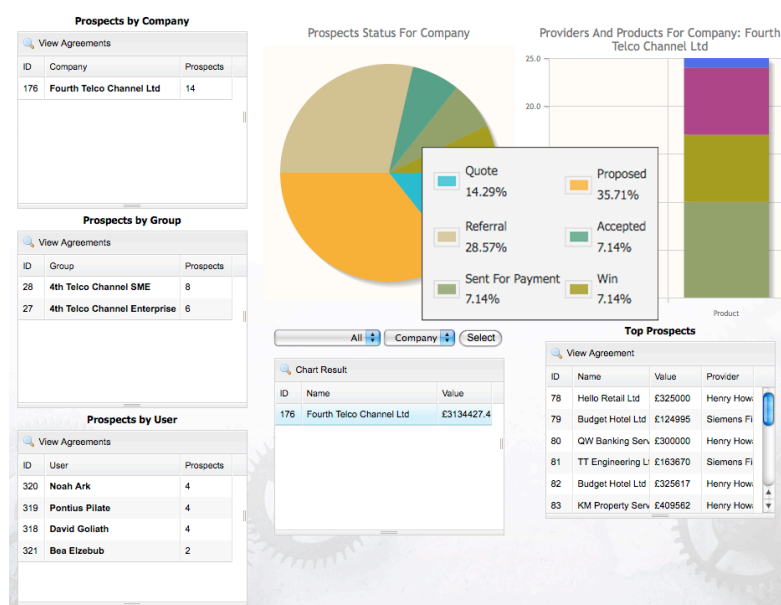 Prospects by Company
View Agreements
ID Company Prospects
176 Fourth Telco Channel Ltd 14
Prospects by Group
View Agreements
ID Group Prospects
28 4th Telco Channel SME 8
27 4th Telco Channel Enterprise 6
Prospects by User
View Agreements
ID User Prospects
320 Noah Ark 4
319 Pontius Pilate 4
318 David Goliath 4
321 Bea Elzebub 2
Prospects Status For Company
Quote
14.29%
Proposed
35.71%
Referral
28.57%
Accepted
7.14%
Sent For Payment
7.14%
Win
7.14%
All Company Select
Chart Result
ID Name Value
176 Fourth Telco Channel Ltd £3134427.4
Providers And Products For Company: Fourth
Telco Channel Ltd
25.0
20.0
Product
Top Prospects
View Agreement
ID Name Value Provider
78 Hello Retail Ltd £325000 Henry How
79 Budget Hotel Ltd £124995 Siemens Fi
80 QW Banking Serv £300000 Henry How
81 TT Engineering L £163670 Siemens Fi
82 Budget Hotel Ltd £325617 Henry How
83 KM Property Serv £409562 Henry How